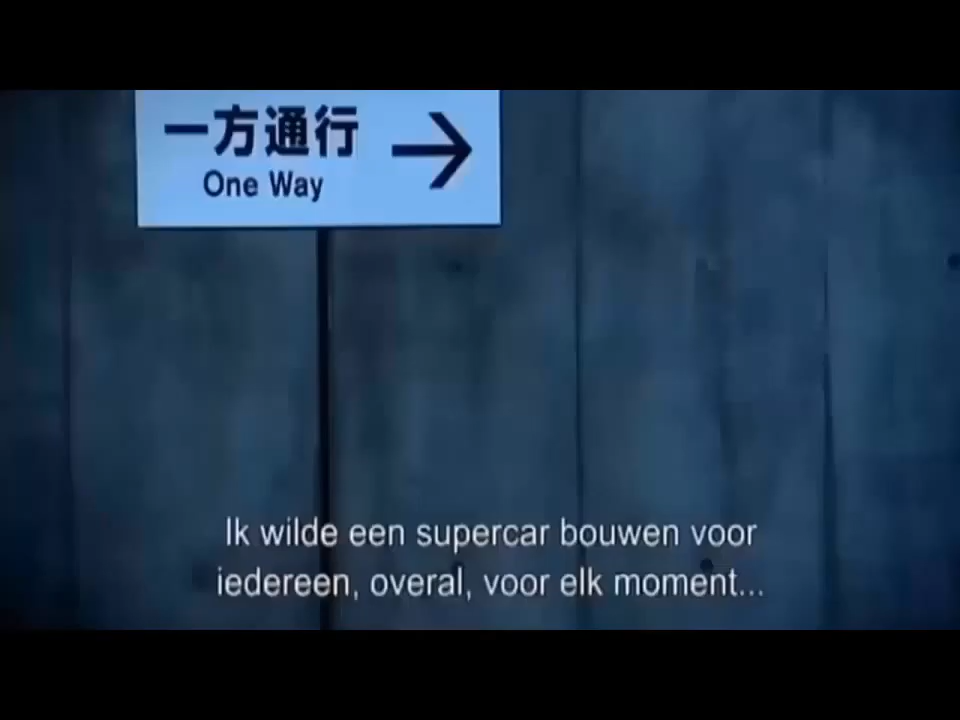 一方通行
One Way
Ik wilde een supercar bouwen voor
iedereen, overal, voor elk moment...